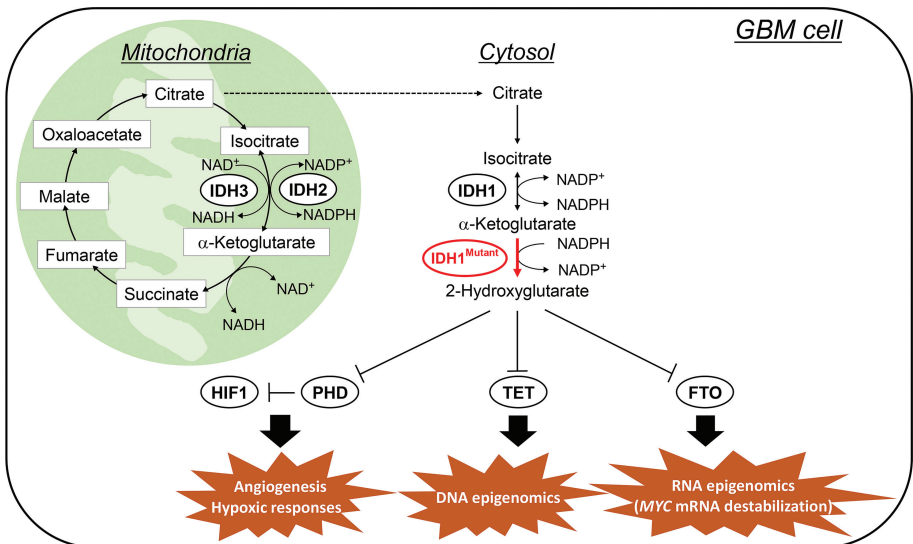 GBM cell
Mitochondria
Cytosol
Citrate
Citrate
Oxaloacetate
Isocitrate
Isocitrate
NAD+
NADP+
NADP+
Malate
IDH3
IDH2
IDH1
NADH
NADPH
NADPH
α-Ketoglutarate
α-Ketoglutarate
Fumarate
NADPH
IDH1Mutant
NADP+
Succinate
NAD+
2-Hydroxyglutarate
NADH
HIF1
PHD
TET
FTO
Angiogenesis
Hypoxic responses
DNA epigenomics
RNA epigenomics
(MYC mRNA destabilization)